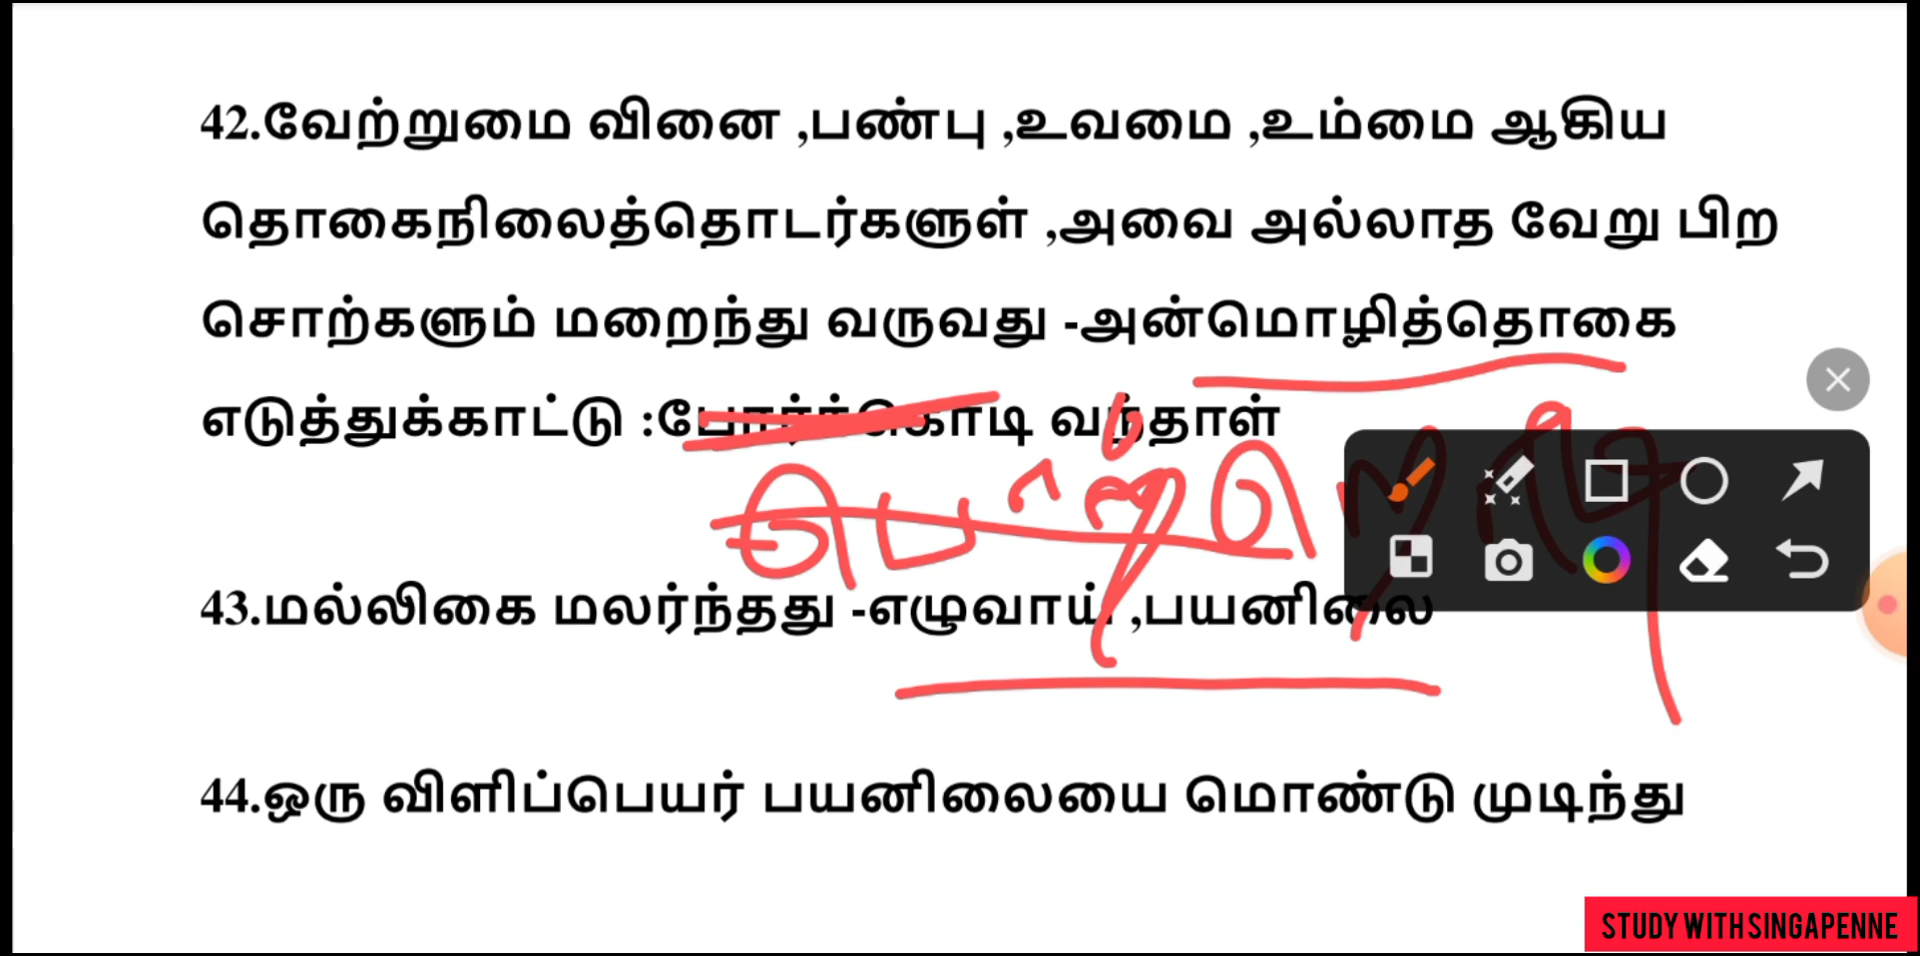 42.வேற்றுமை வினை ,பண்பு ,உவமை ,உம்மை ஆகிய
தொகைநிலைத்தொடர்களுள் ,அவை அல்லாத வேறு பிற
சொற்களும் மறைந்து வருவது -அன்மொழித்தொகை
எடுத்துக்காட்டு :போர்க்கொடி வந்தாள்
43.மல்லிகை மலர்ந்தது -எழுவாய் ,பயனிலை
44.ஒரு விளிப்பெயர் பயனிலையை மொண்டு முடிந்து
STUDY WITH SINGAPENNE